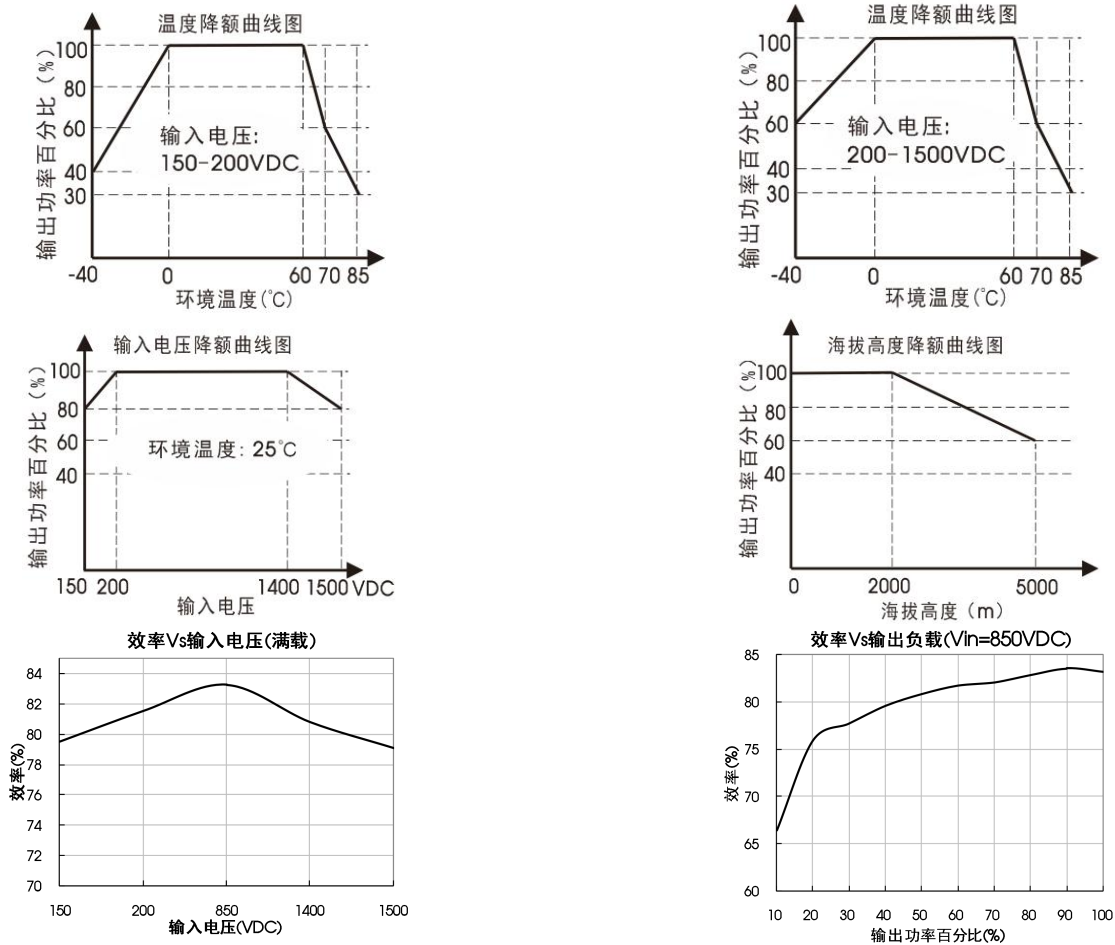 温度降额曲线图
输出功率百分比（%）
100
80
60
40
30
输入电压:
150-200VDC
-40
0
60
70
85
环境温度(℃)
温度降额曲线图
输出功率百分比（%）
100
80
60
40
30
输入电压:
200-1500VDC
-40
0
60
70
85
环境温度(℃)
输入电压降额曲线图
输出功率百分比（%）
100
80
60
40
环境温度: 25℃
150
200
1400
1500
VDC
输入电压
海拔高度降额曲线图
输出功率百分比（%）
100
80
60
40
0
2000
5000
海拔高度（m）
效率Vs输入电压(满载)
效率(%)
84
82
80
78
76
74
72
70
150
200
850
1400
1500
输入电压(VDC)
效率Vs输出负载(Vin=850VDC)
效率(%)
85
80
75
70
65
60
10
20
30
40
50
60
70
80
90
100
输出功率百分比(%)